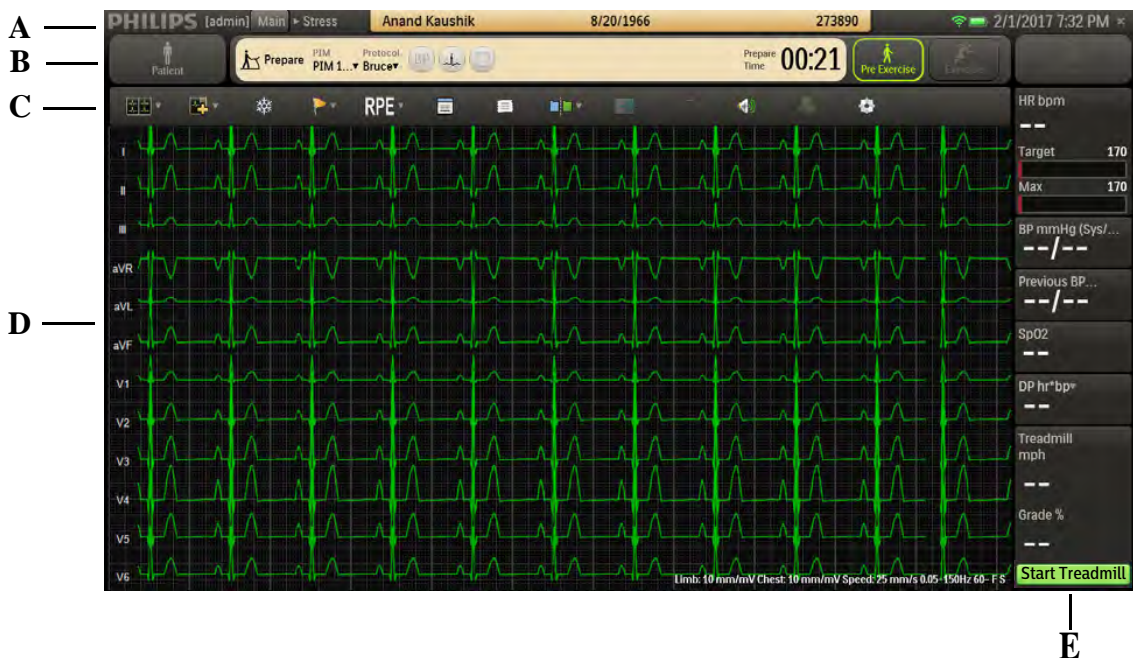 A
PHILIPS [admin] Main ▸ Stress Anand Kaushik 8/20/1966 273890 2/1/2017 7:32 PM ×
B
Patient
Prepare
PIM
PIM 1...▾
Protocol
Bruce▾
BP
Prepare Time 00:21
Pre Exercise
Exercise
C
RPE
HR bpm
--
Target 170
Max 170
BP mmHg (Sys/...
--/--
Previous BP...
--/--
SpO2
--
DP hr*bp▾
--
Treadmill
mph
--
Grade %
--
Start Treadmill
D
I
II
III
aVR
aVL
aVF
V1
V2
V3
V4
V5
V6
Limb: 10 mm/mV Chest: 10 mm/mV Speed: 25 mm/s 0.05-150Hz 60~ F S
E